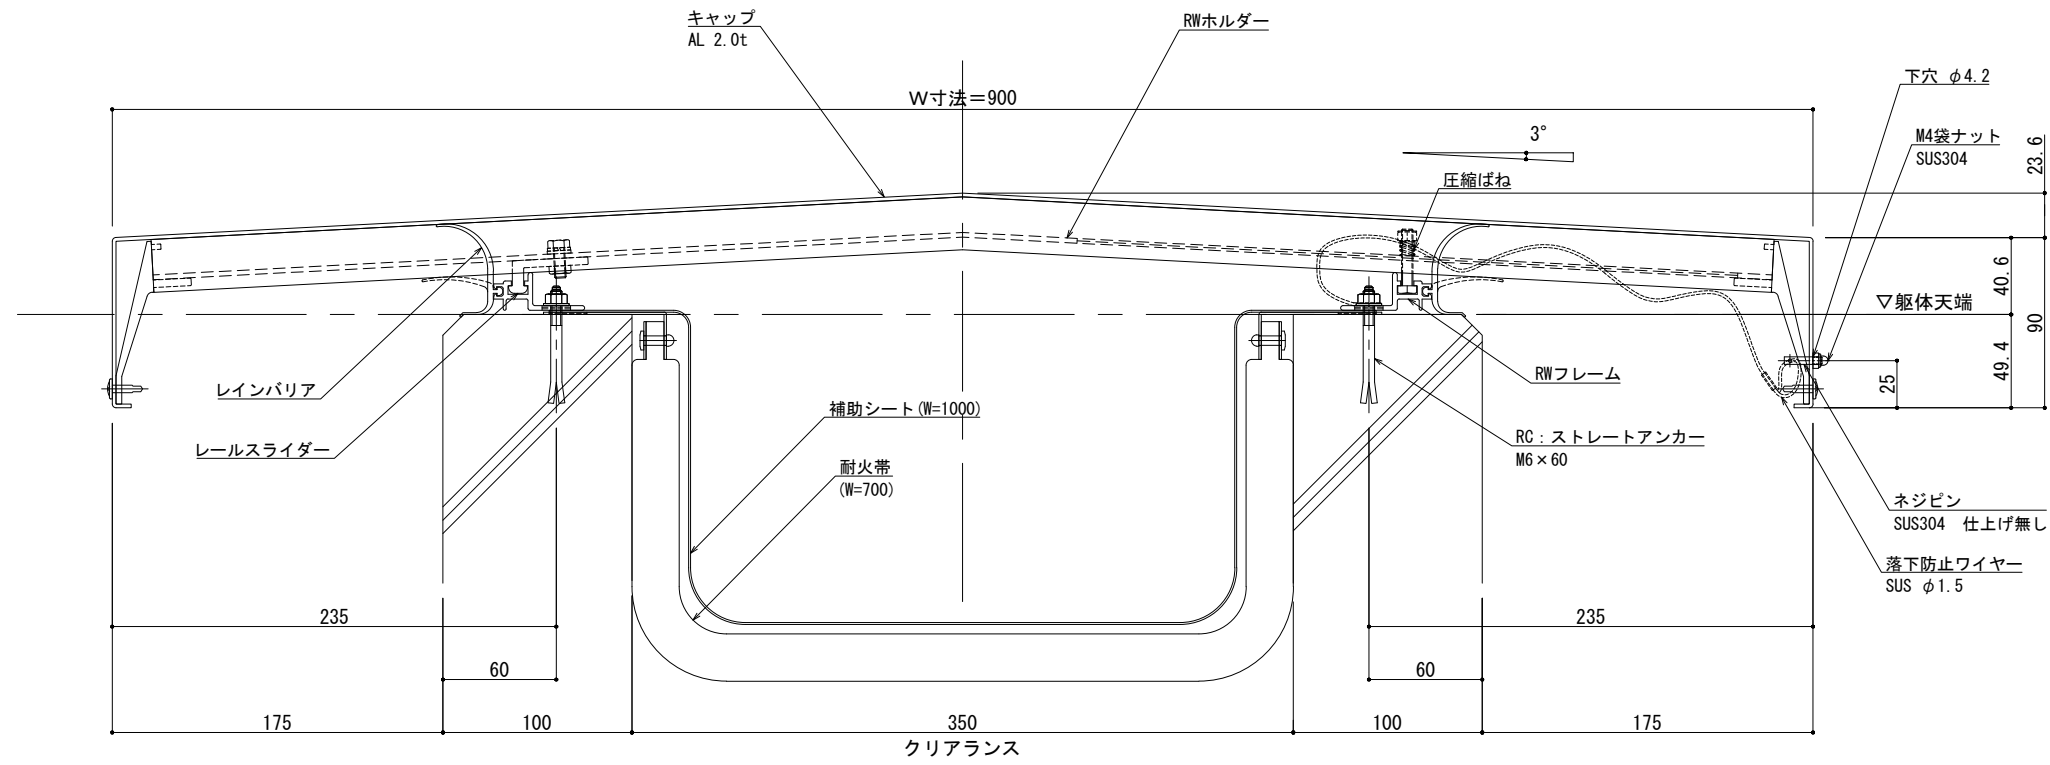 キャップ
AL 2.0t
RWホルダー
下穴 φ4.2
W寸法＝900
3°
M4袋ナット
SUS304
23.6
圧縮ばね
40.6
▽躯体天端
90
49.4
25
レインバリア
RWフレーム
補助シート(W=1000)
レールスライダー
RC：ストレートアンカー
M6×60
耐火帯
(W=700)
ネジピン
SUS304 仕上げ無し
落下防止ワイヤー
SUS φ1.5
235
235
60
60
175
100
350
100
175
クリアランス